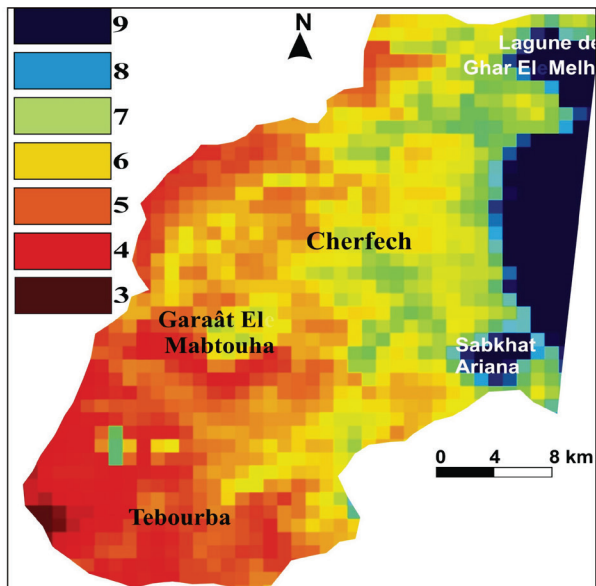 9
8
7
6
5
4
3
N
Lagune de
Ghar El Melh
Cherfech
Garaât El
Mabtouha
Sabkhat
Ariana
Tebourba
0 4 8 km